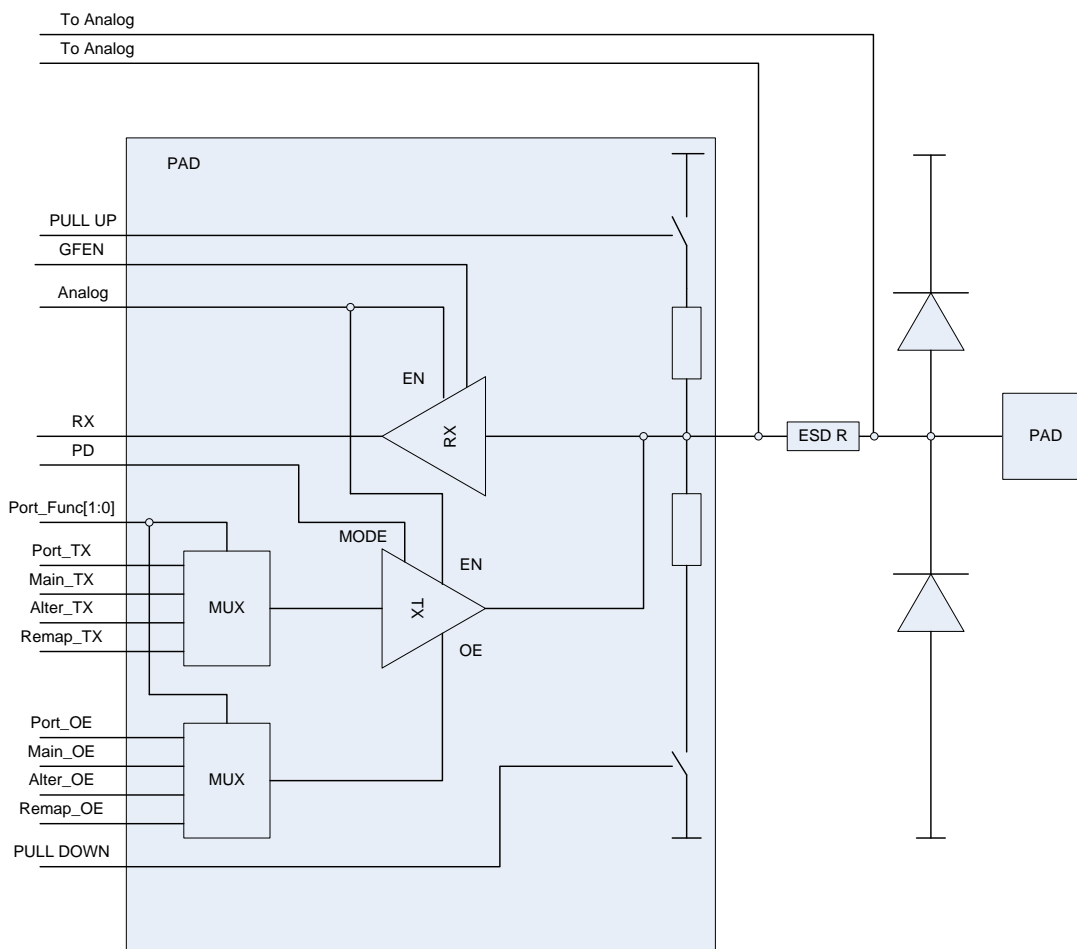 To Analog
To Analog
PAD
PULL UP
GFEN
Analog
EN
RX
RX
ESD R
PAD
PD
Port_Func[1:0]
MODE
Port_TX
EN
Main_TX
MUX
TX
Alter_TX
Remap_TX
OE
Port_OE
Main_OE
MUX
Alter_OE
Remap_OE
PULL DOWN